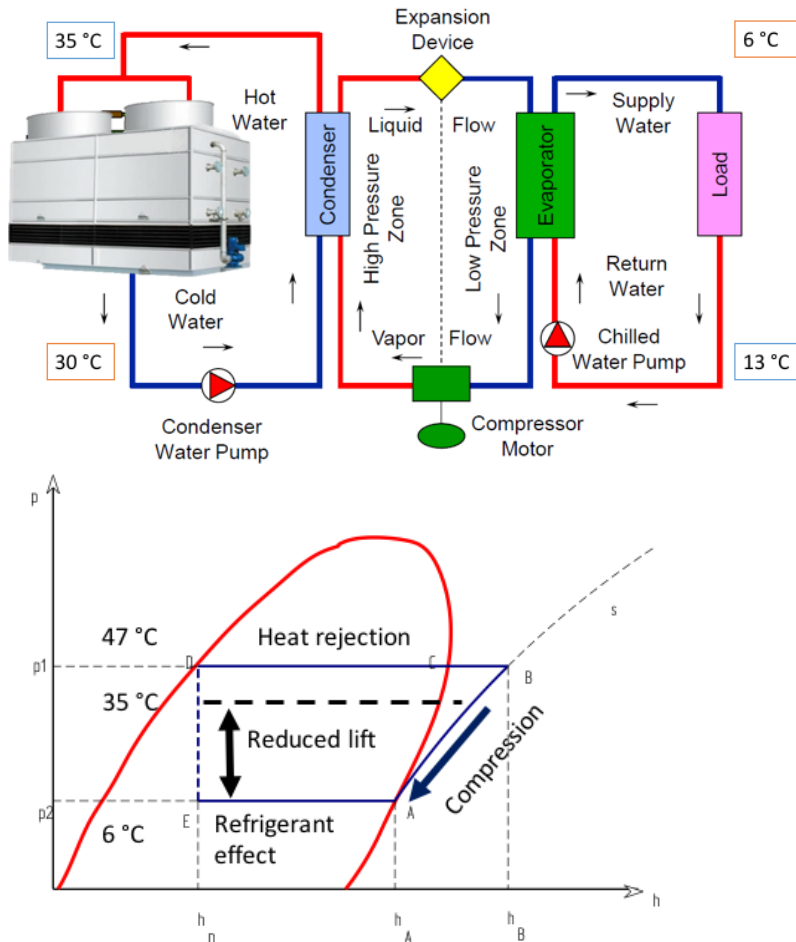 35 °C
Expansion
Device
6 °C
Hot
Water
Liquid
Flow
Supply
Water
Condenser
High Pressure
Zone
Low Pressure
Zone
Evaporator
Load
Cold
Water
Return
Water
Vapor
Flow
30 °C
Chilled
Water Pump
13 °C
Condenser
Water Pump
Compressor
Motor
p
47 °C
Heat rejection
s
p1
D
C
B
35 °C
Reduced lift
Compression
p2
E
A
6 °C
Refrigerant
effect
h
h
D
h
A
h
B